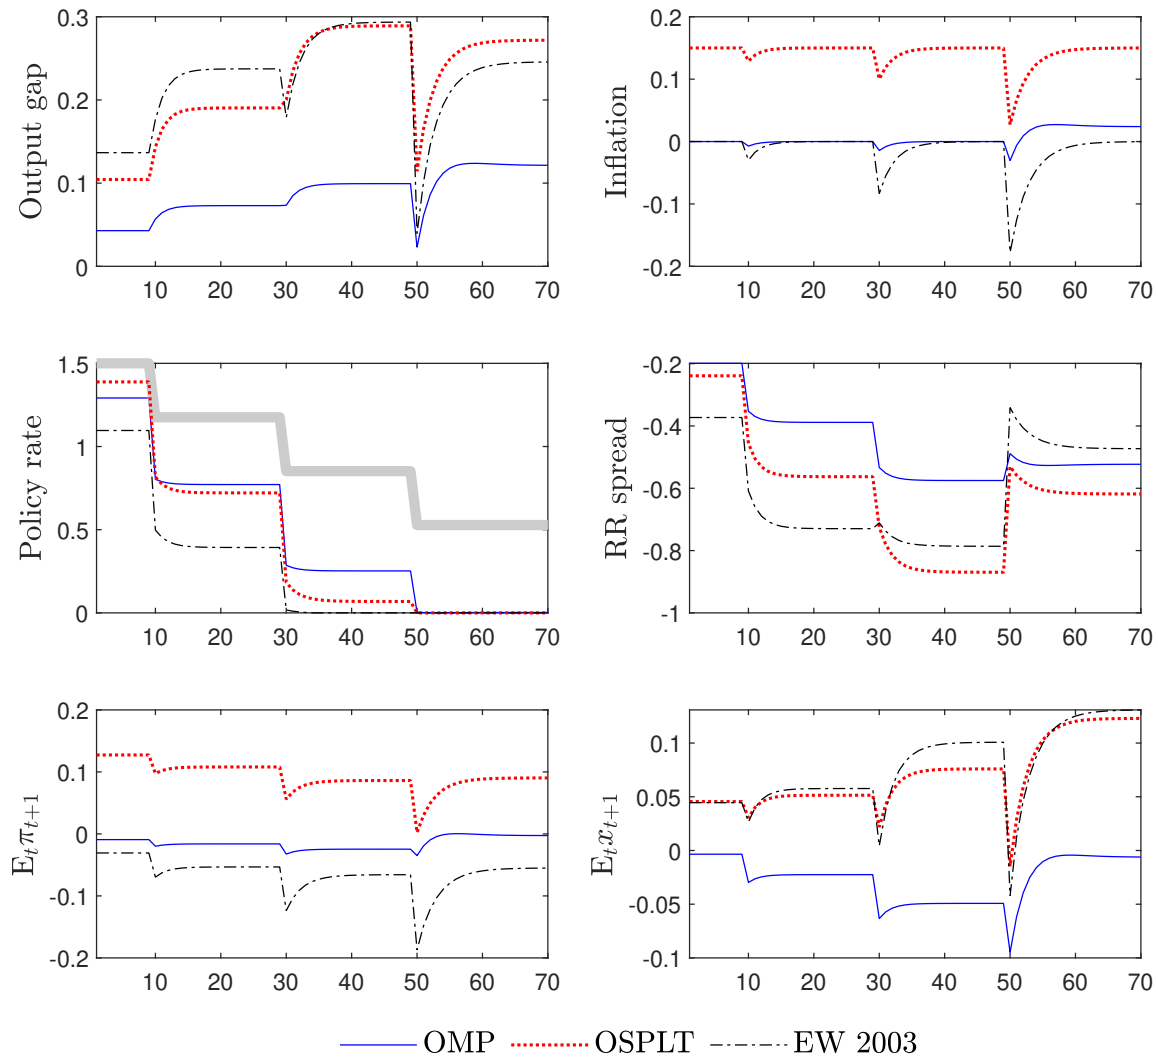 Output gap
0.3
0.2
0.1
0
10 20 30 40 50 60 70
Inflation
0.1
0
-0.1
-0.2
10 20 30 40 50 60 70
Policy rate
1.5
1
0.5
0
10 20 30 40 50 60 70
RR spread
-0.2
-0.4
-0.6
-0.8
-1
10 20 30 40 50 60 70
E_tπ_{t+1}
0.2
0.1
0
-0.1
-0.2
10 20 30 40 50 60 70
E_tx_{t+1}
0.1
0.05
0
-0.05
-0.1
10 20 30 40 50 60 70
OMP OSPLT EW 2003